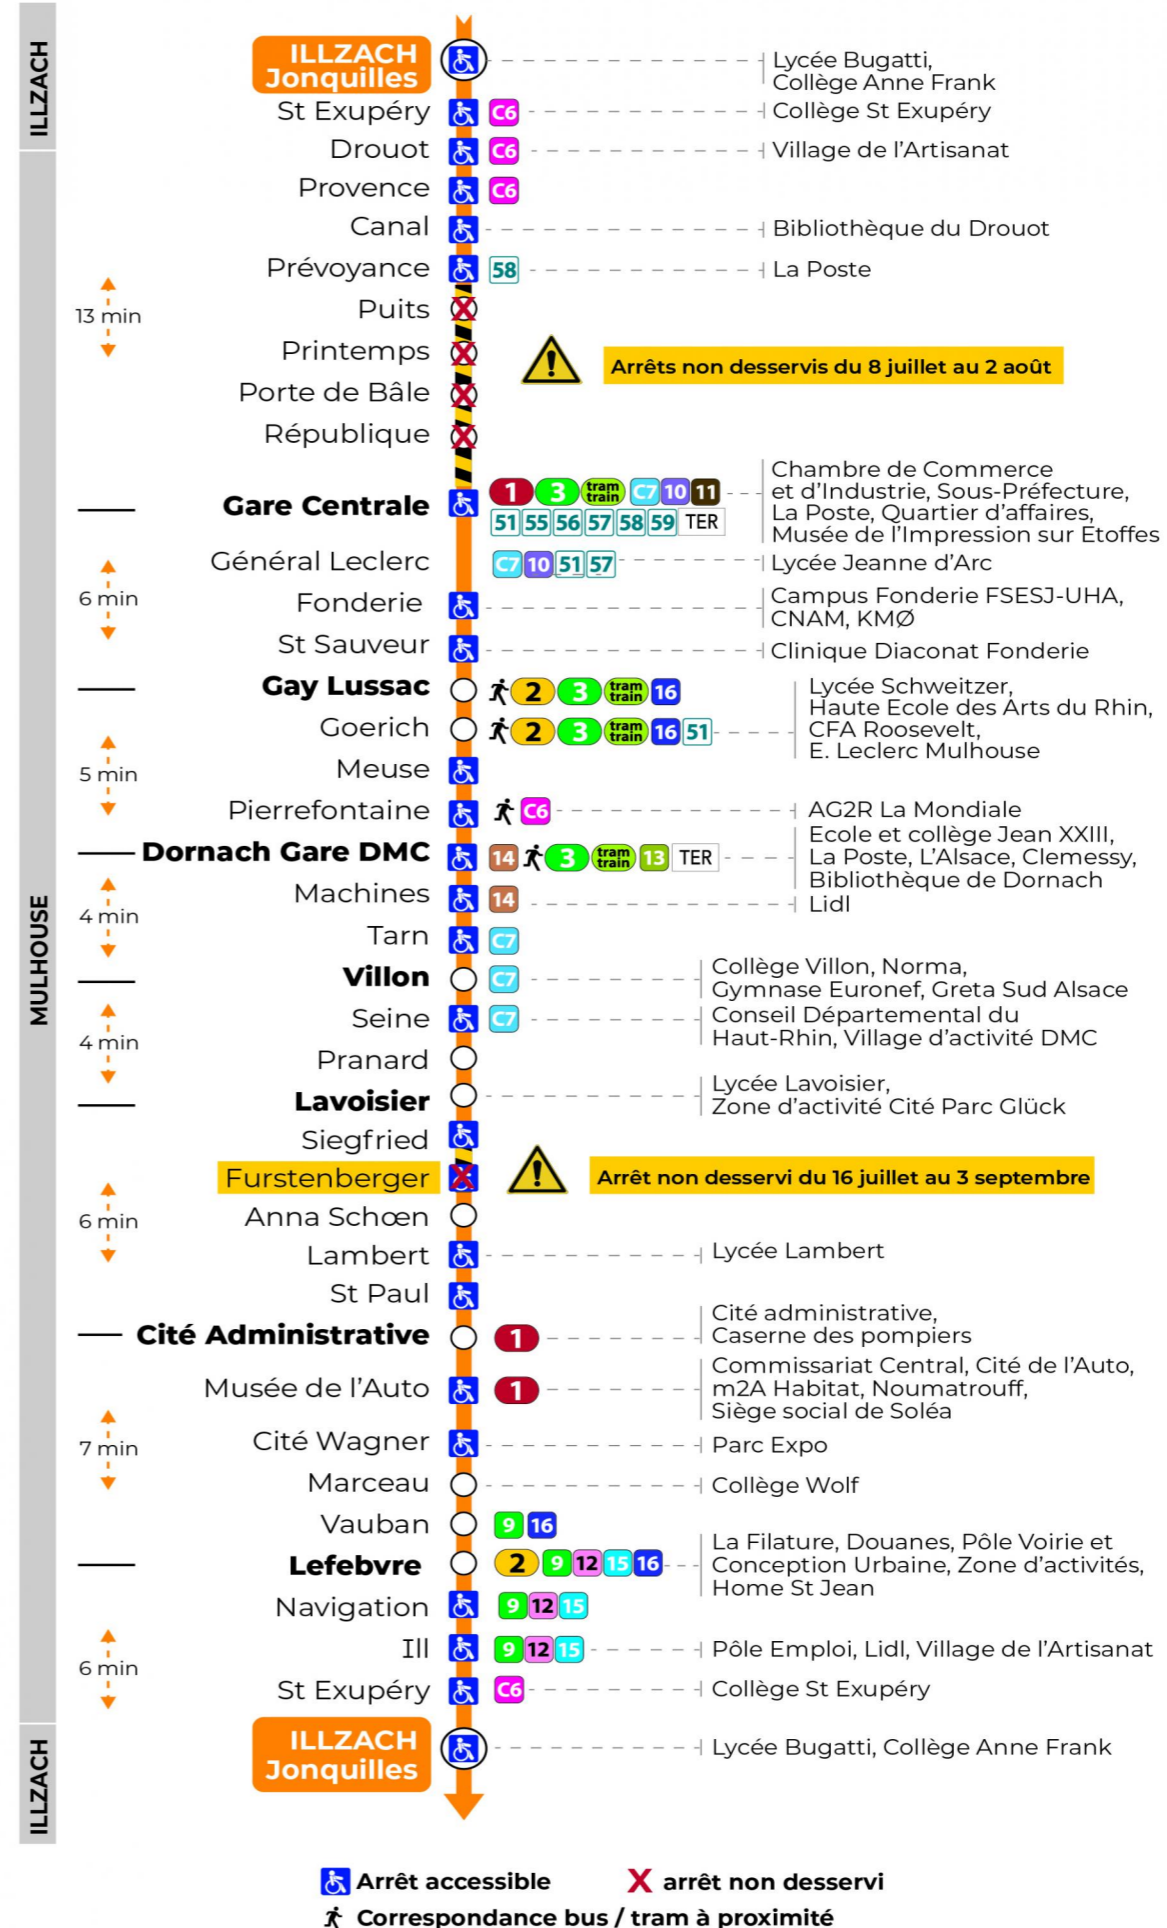 ILLZACH
ILLZACH
Jonquilles
Lycée Bugatti,
Collège Anne Frank
St Exupéry C6 Collège St Exupéry
Drouot C6 Village de l'Artisanat
MULHOUSE
Provence C6
Canal Bibliothèque du Drouot
Prévoyance 58 La Poste
13 min
Puits
Printemps
Arrêts non desservis du 8 juillet au 2 août
Porte de Bâle
République
Gare Centrale
1 3 tram train C7 10 11
51 55 56 57 58 59 TER
Chambre de Commerce
et d'Industrie, Sous-Préfecture,
La Poste, Quartier d'affaires,
Musée de l'Impression sur Etoffes
Général Leclerc C7 10 51 57 Lycée Jeanne d'Arc
6 min
Fonderie
Campus Fonderie FSESJ-UHA,
CNAM, KMØ
St Sauveur Clinique Diaconat Fonderie
Gay Lussac 2 3 tram train 16
Goerich 2 3 tram train 16 51
Lycée Schweitzer,
Haute Ecole des Arts du Rhin,
CFA Roosevelt,
E. Leclerc Mulhouse
5 min
Meuse
Pierrefontaine C6 AG2R La Mondiale
Dornach Gare DMC 14 3 tram train 13 TER
Ecole et collège Jean XXIII,
La Poste, L'Alsace, Clemessy,
Bibliothèque de Dornach
Machines 14 Lidl
4 min
Tarn C7
Villon C7
Collège Villon, Norma,
Gymnase Euronef, Greta Sud Alsace
Seine C7
Conseil Départemental du
Haut-Rhin, Village d'activité DMC
4 min
Pranard
Lavoisier
Lycée Lavoisier,
Zone d'activité Cité Parc Glück
Siegfried
Furstenberger Arrêt non desservi du 16 juillet au 3 septembre
6 min
Anna Schœn
Lambert Lycée Lambert
St Paul
Cité Administrative 1
Cité administrative,
Caserne des pompiers
Musée de l'Auto 1
Commissariat Central, Cité de l'Auto,
m2A Habitat, Noumatrouff,
Siège social de Soléa
7 min
Cité Wagner Parc Expo
Marceau Collège Wolf
Vauban 9 16
Lefebvre 2 9 12 15 16
La Filature, Douanes, Pôle Voirie et
Conception Urbaine, Zone d'activités,
Home St Jean
Navigation 9 12 15
Ill 9 12 15 Pôle Emploi, Lidl, Village de l'Artisanat
6 min
St Exupéry C6 Collège St Exupéry
ILLZACH
ILLZACH
Jonquilles
Lycée Bugatti, Collège Anne Frank
Arrêt accessible X arrêt non desservi
Correspondance bus / tram à proximité